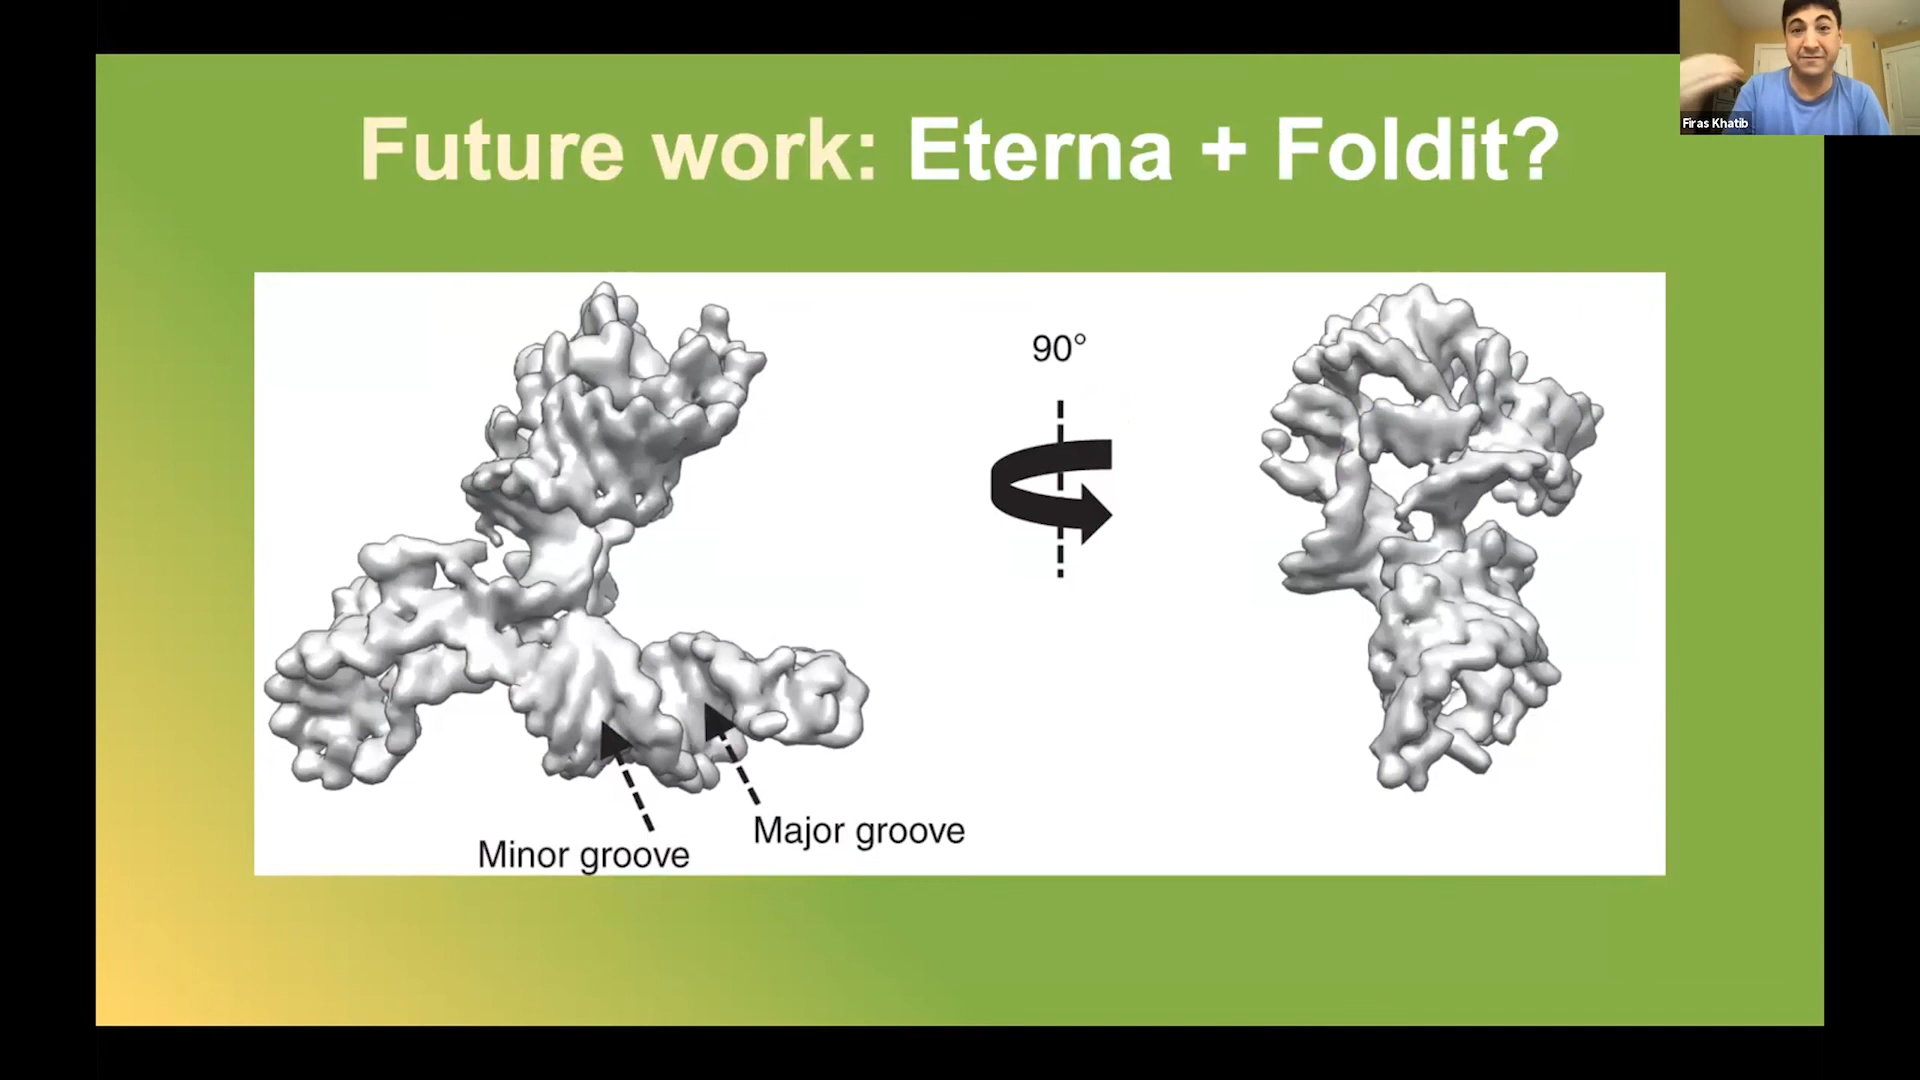 Firas Khatib
Future work: Eterna + Foldit?
90°
Major groove
Minor groove